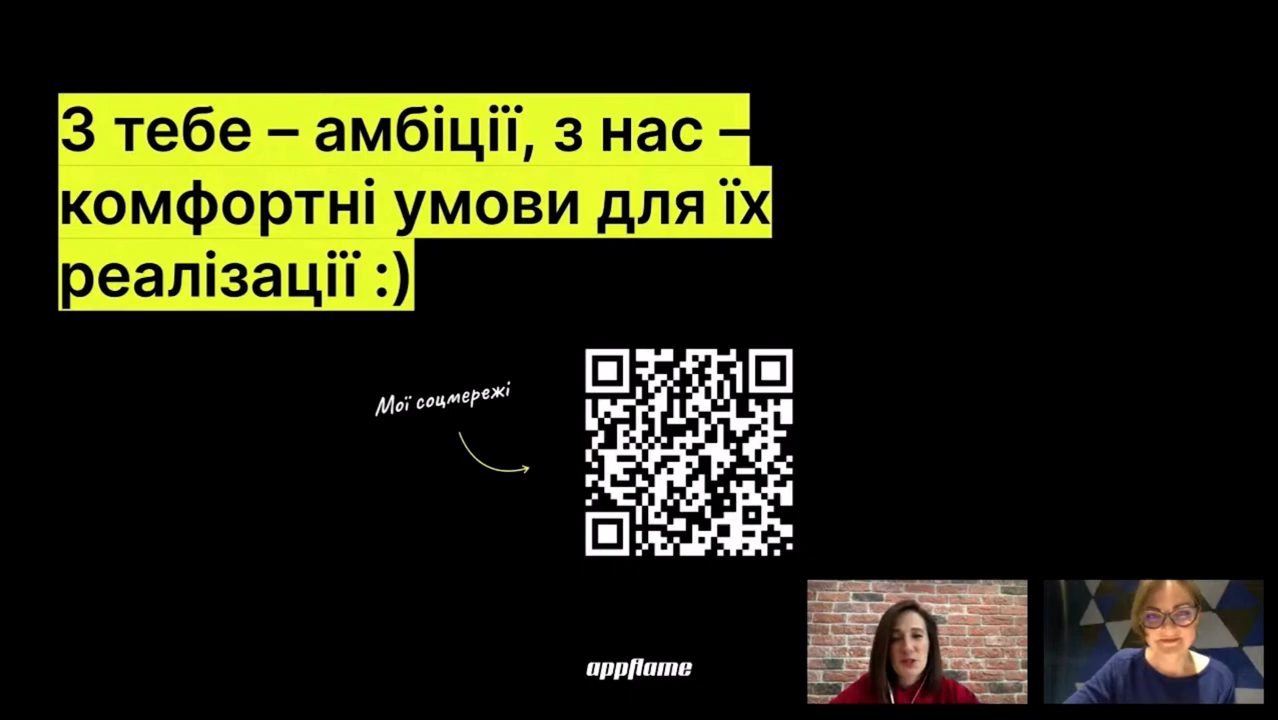 З тебе – амбіції, з нас –
комфортні умови для їх
реалізації :)
Мої соцмережі
appflame